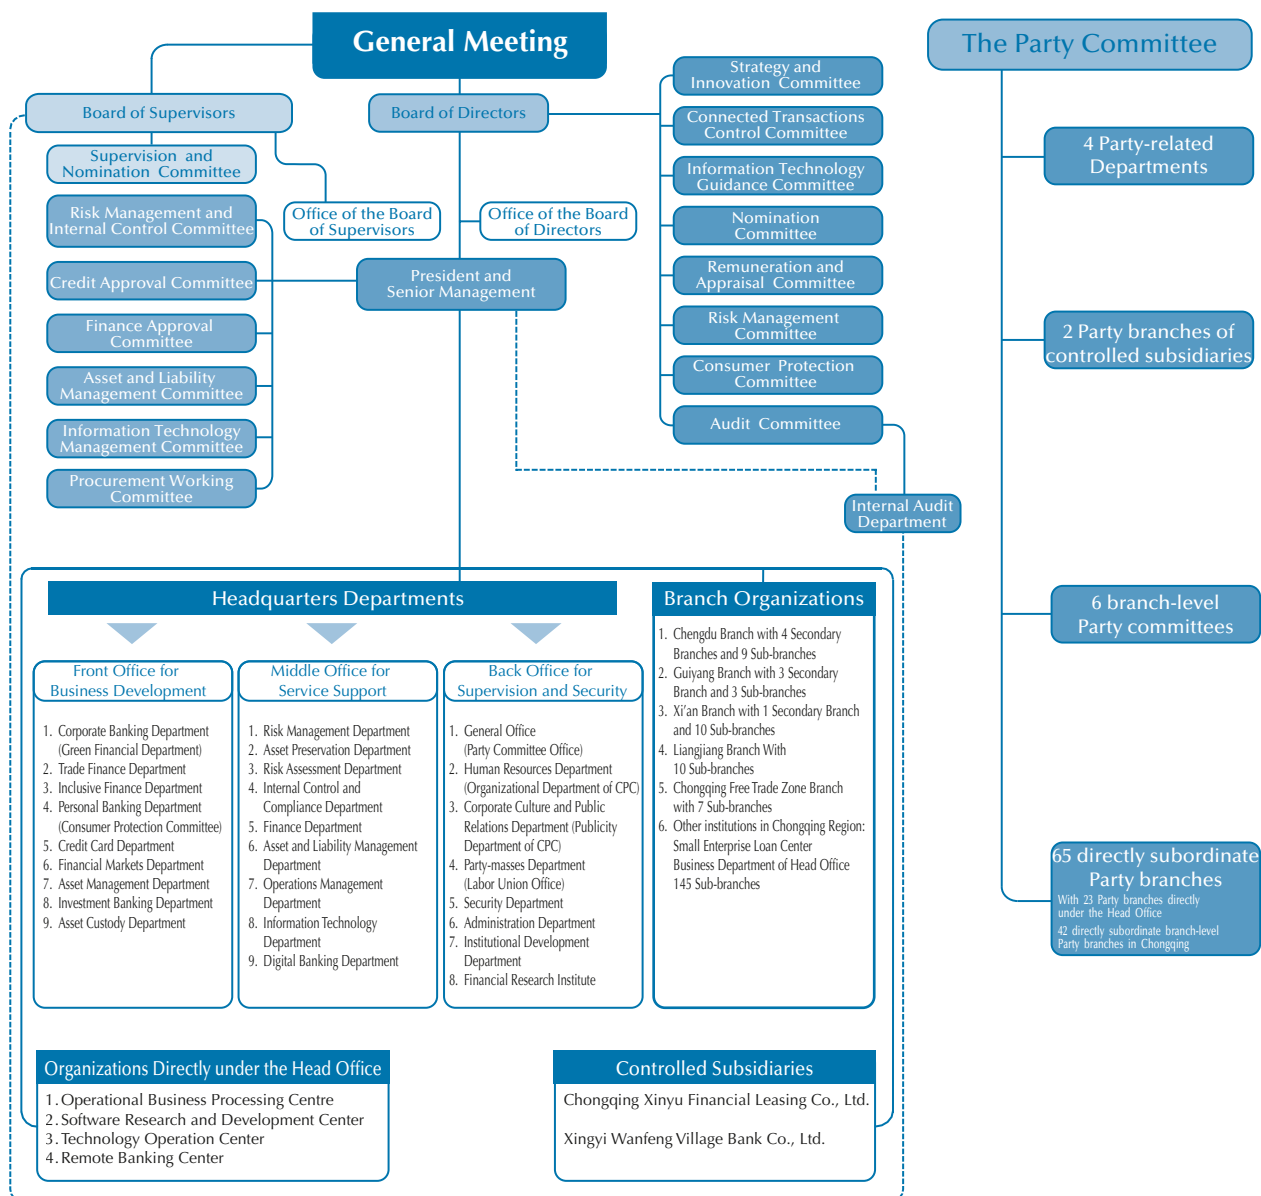 General Meeting
Board of Supervisors
Supervision and
Nomination Committee
Office of the Board
of Supervisors
Board of Directors
Office of the Board
of Directors
Strategy and
Innovation Committee
Connected Transactions
Control Committee
Information Technology
Guidance Committee
Nomination
Committee
Remuneration and
Appraisal Committee
Risk Management
Committee
Consumer Protection
Committee
Audit Committee
Internal Audit
Department
President and
Senior Management
Risk Management and
Internal Control Committee
Credit Approval Committee
Finance Approval
Committee
Asset and Liability
Management Committee
Information Technology
Management Committee
Procurement Working
Committee
Headquarters Departments
Front Office for
Business Development
1. Corporate Banking Department
(Green Financial Department)
2. Trade Finance Department
3. Inclusive Finance Department
4. Personal Banking Department
(Consumer Protection Committee)
5. Credit Card Department
6. Financial Markets Department
7. Asset Management Department
8. Investment Banking Department
9. Asset Custody Department
Middle Office for
Service Support
1. Risk Management Department
2. Asset Preservation Department
3. Risk Assessment Department
4. Internal Control and
Compliance Department
5. Finance Department
6. Asset and Liability Management
Department
7. Operations Management
Department
8. Information Technology
Department
9. Digital Banking Department
Back Office for
Supervision and Security
1. General Office
(Party Committee Office)
2. Human Resources Department
(Organizational Department of CPC)
3. Corporate Culture and Public
Relations Department (Publicity
Department of CPC)
4. Party-masses Department
(Labor Union Office)
5. Security Department
6. Administration Department
7. Institutional Development
Department
8. Financial Research Institute
Branch Organizations
1. Chengdu Branch with 4 Secondary
Branches and 9 Sub-branches
2. Guiyang Branch with 3 Secondary
Branch and 3 Sub-branches
3. Xi'an Branch with 1 Secondary Branch
and 10 Sub-branches
4. Liangjiang Branch With
10 Sub-branches
5. Chongqing Free Trade Zone Branch
with 7 Sub-branches
6. Other institutions in Chongqing Region:
Small Enterprise Loan Center
Business Department of Head Office
145 Sub-branches
Organizations Directly under the Head Office
1. Operational Business Processing Centre
2. Software Research and Development Center
3. Technology Operation Center
4. Remote Banking Center
Controlled Subsidiaries
Chongqing Xinyu Financial Leasing Co., Ltd.
Xingyi Wanfeng Village Bank Co., Ltd.
The Party Committee
4 Party-related
Departments
2 Party branches of
controlled subsidiaries
6 branch-level
Party committees
65 directly subordinate
Party branches
With 23 Party branches directly
under the Head Office
42 directly subordinate branch-level
Party branches in Chongqing